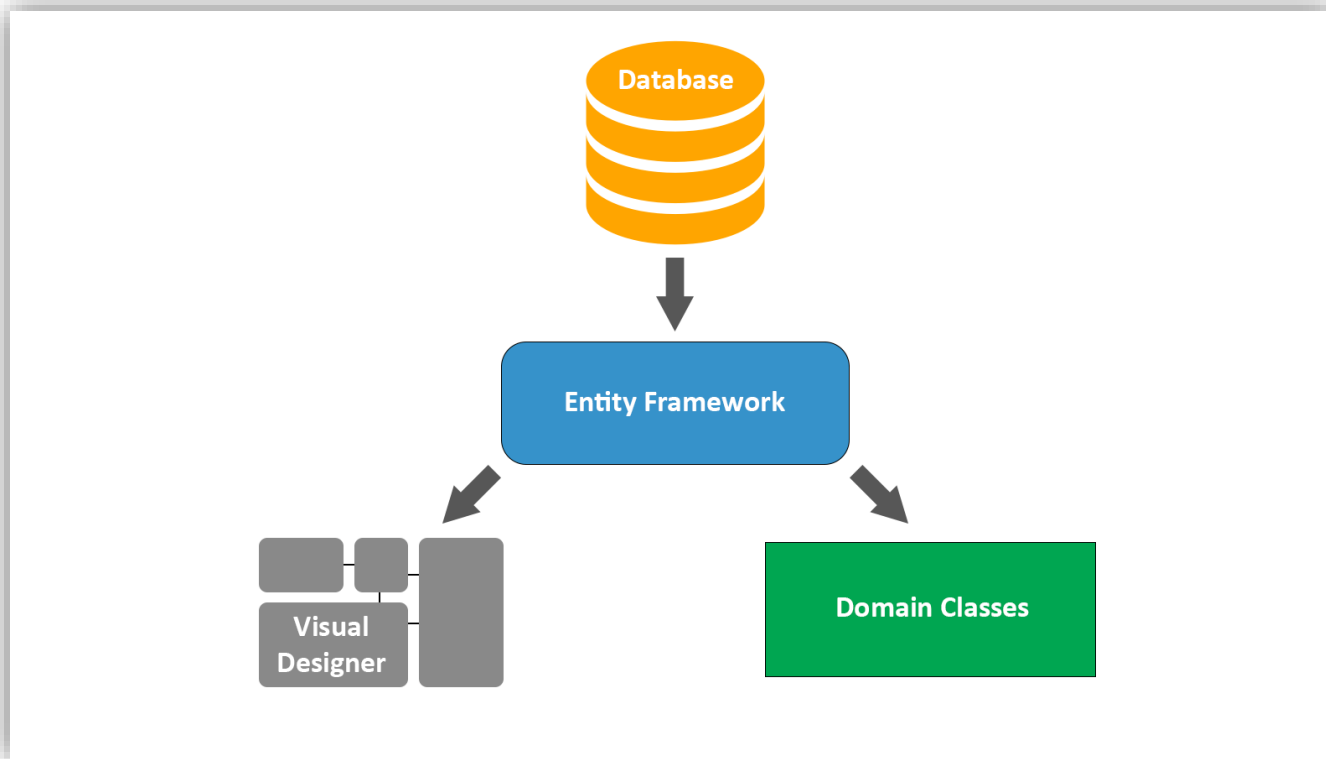 Database
Entity Framework
Visual
Designer
Domain Classes